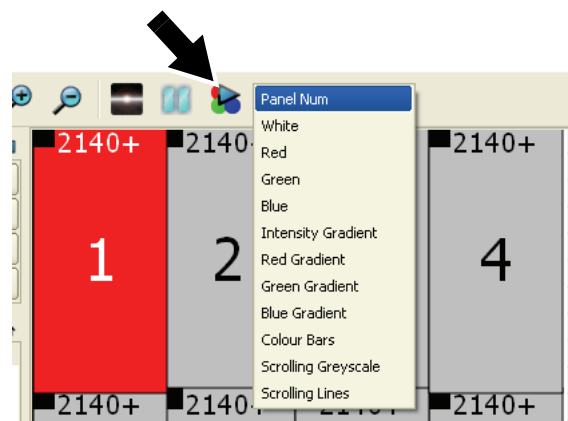 Panel Num
White
Red
Green
Blue
Intensity Gradient
Red Gradient
Green Gradient
Blue Gradient
Colour Bars
Scrolling Greyscale
Scrolling Lines
2140+ 2140 2140+
1 2 4
2140+ 2140 2140+